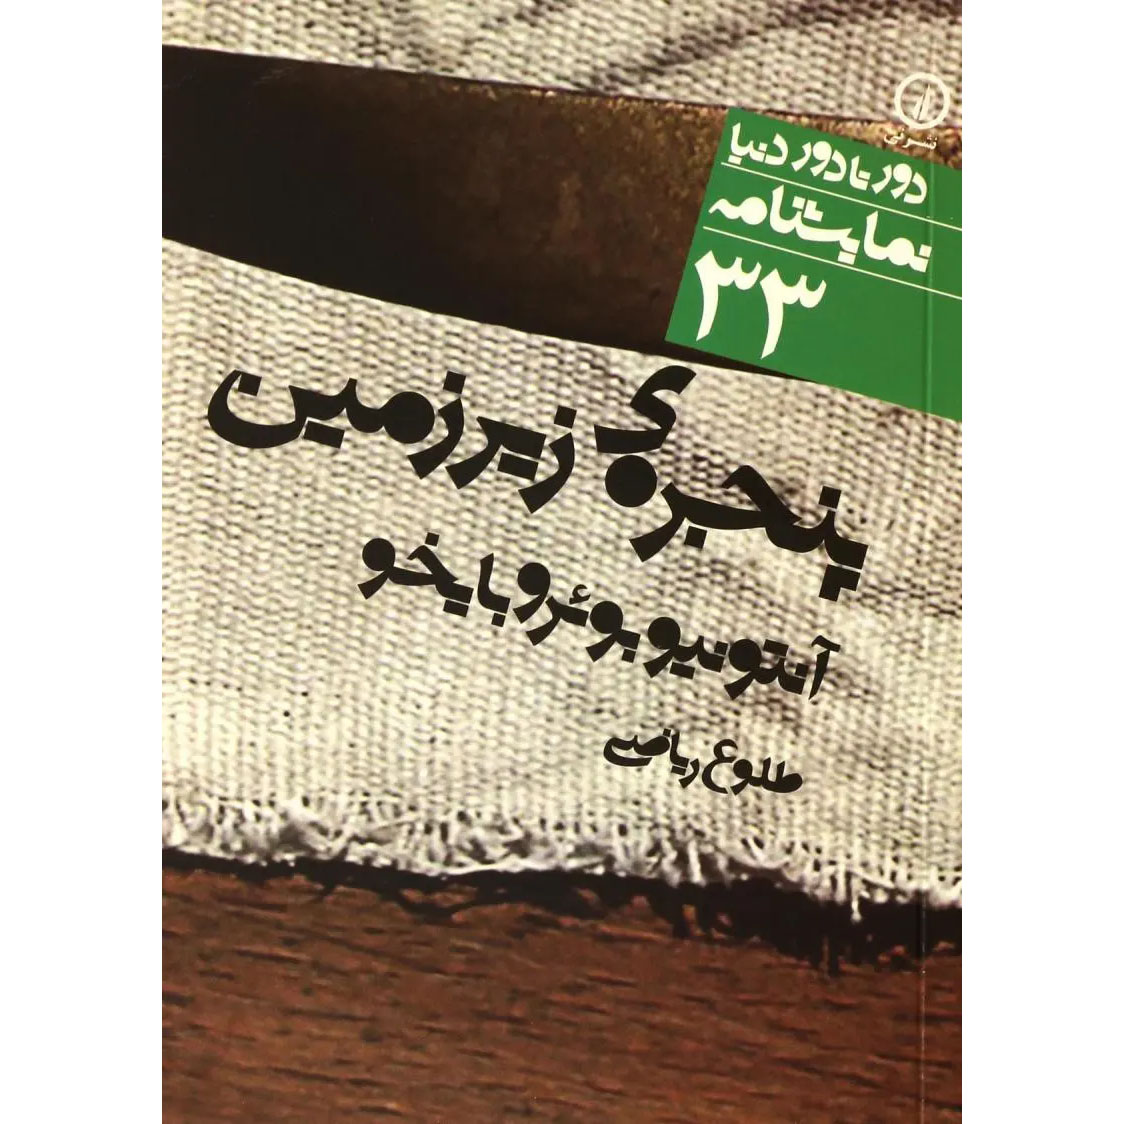 نشر نی
دور تا دور دنیا
نمایشنامه
۳۳
پنجره‌ی زیرزمین
آنتونیو بوئرو بایخو
طلوع ریاضی